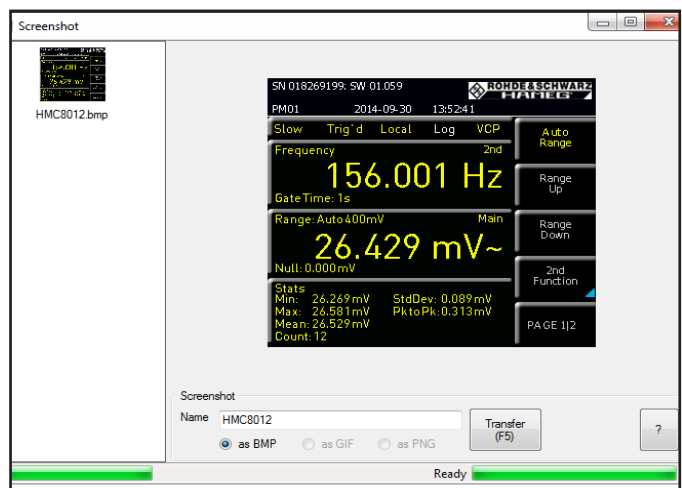 Screenshot
HMC8012.bmp
SN 018269199; SW 01.059
ROHDE&SCHWARZ
HAMEG
PM01 2014-09-30 13:52:41
Slow Trig'd Local Log VCP
Frequency 2nd
156.001 Hz
GateTime: 1s
Range: Auto400mV Main
26.429 mV~
Null: 0.000mV
Stats
Min: 26.269mV StdDev: 0.089mV
Max: 26.581mV PktoPk: 0.313mV
Mean: 26.529mV
Count: 12
Auto
Range
Range
Up
Range
Down
2nd
Function
PAGE 1|2
Screenshot
Name HMC8012
as BMP as GIF as PNG
Transfer
(F5)
?
Ready